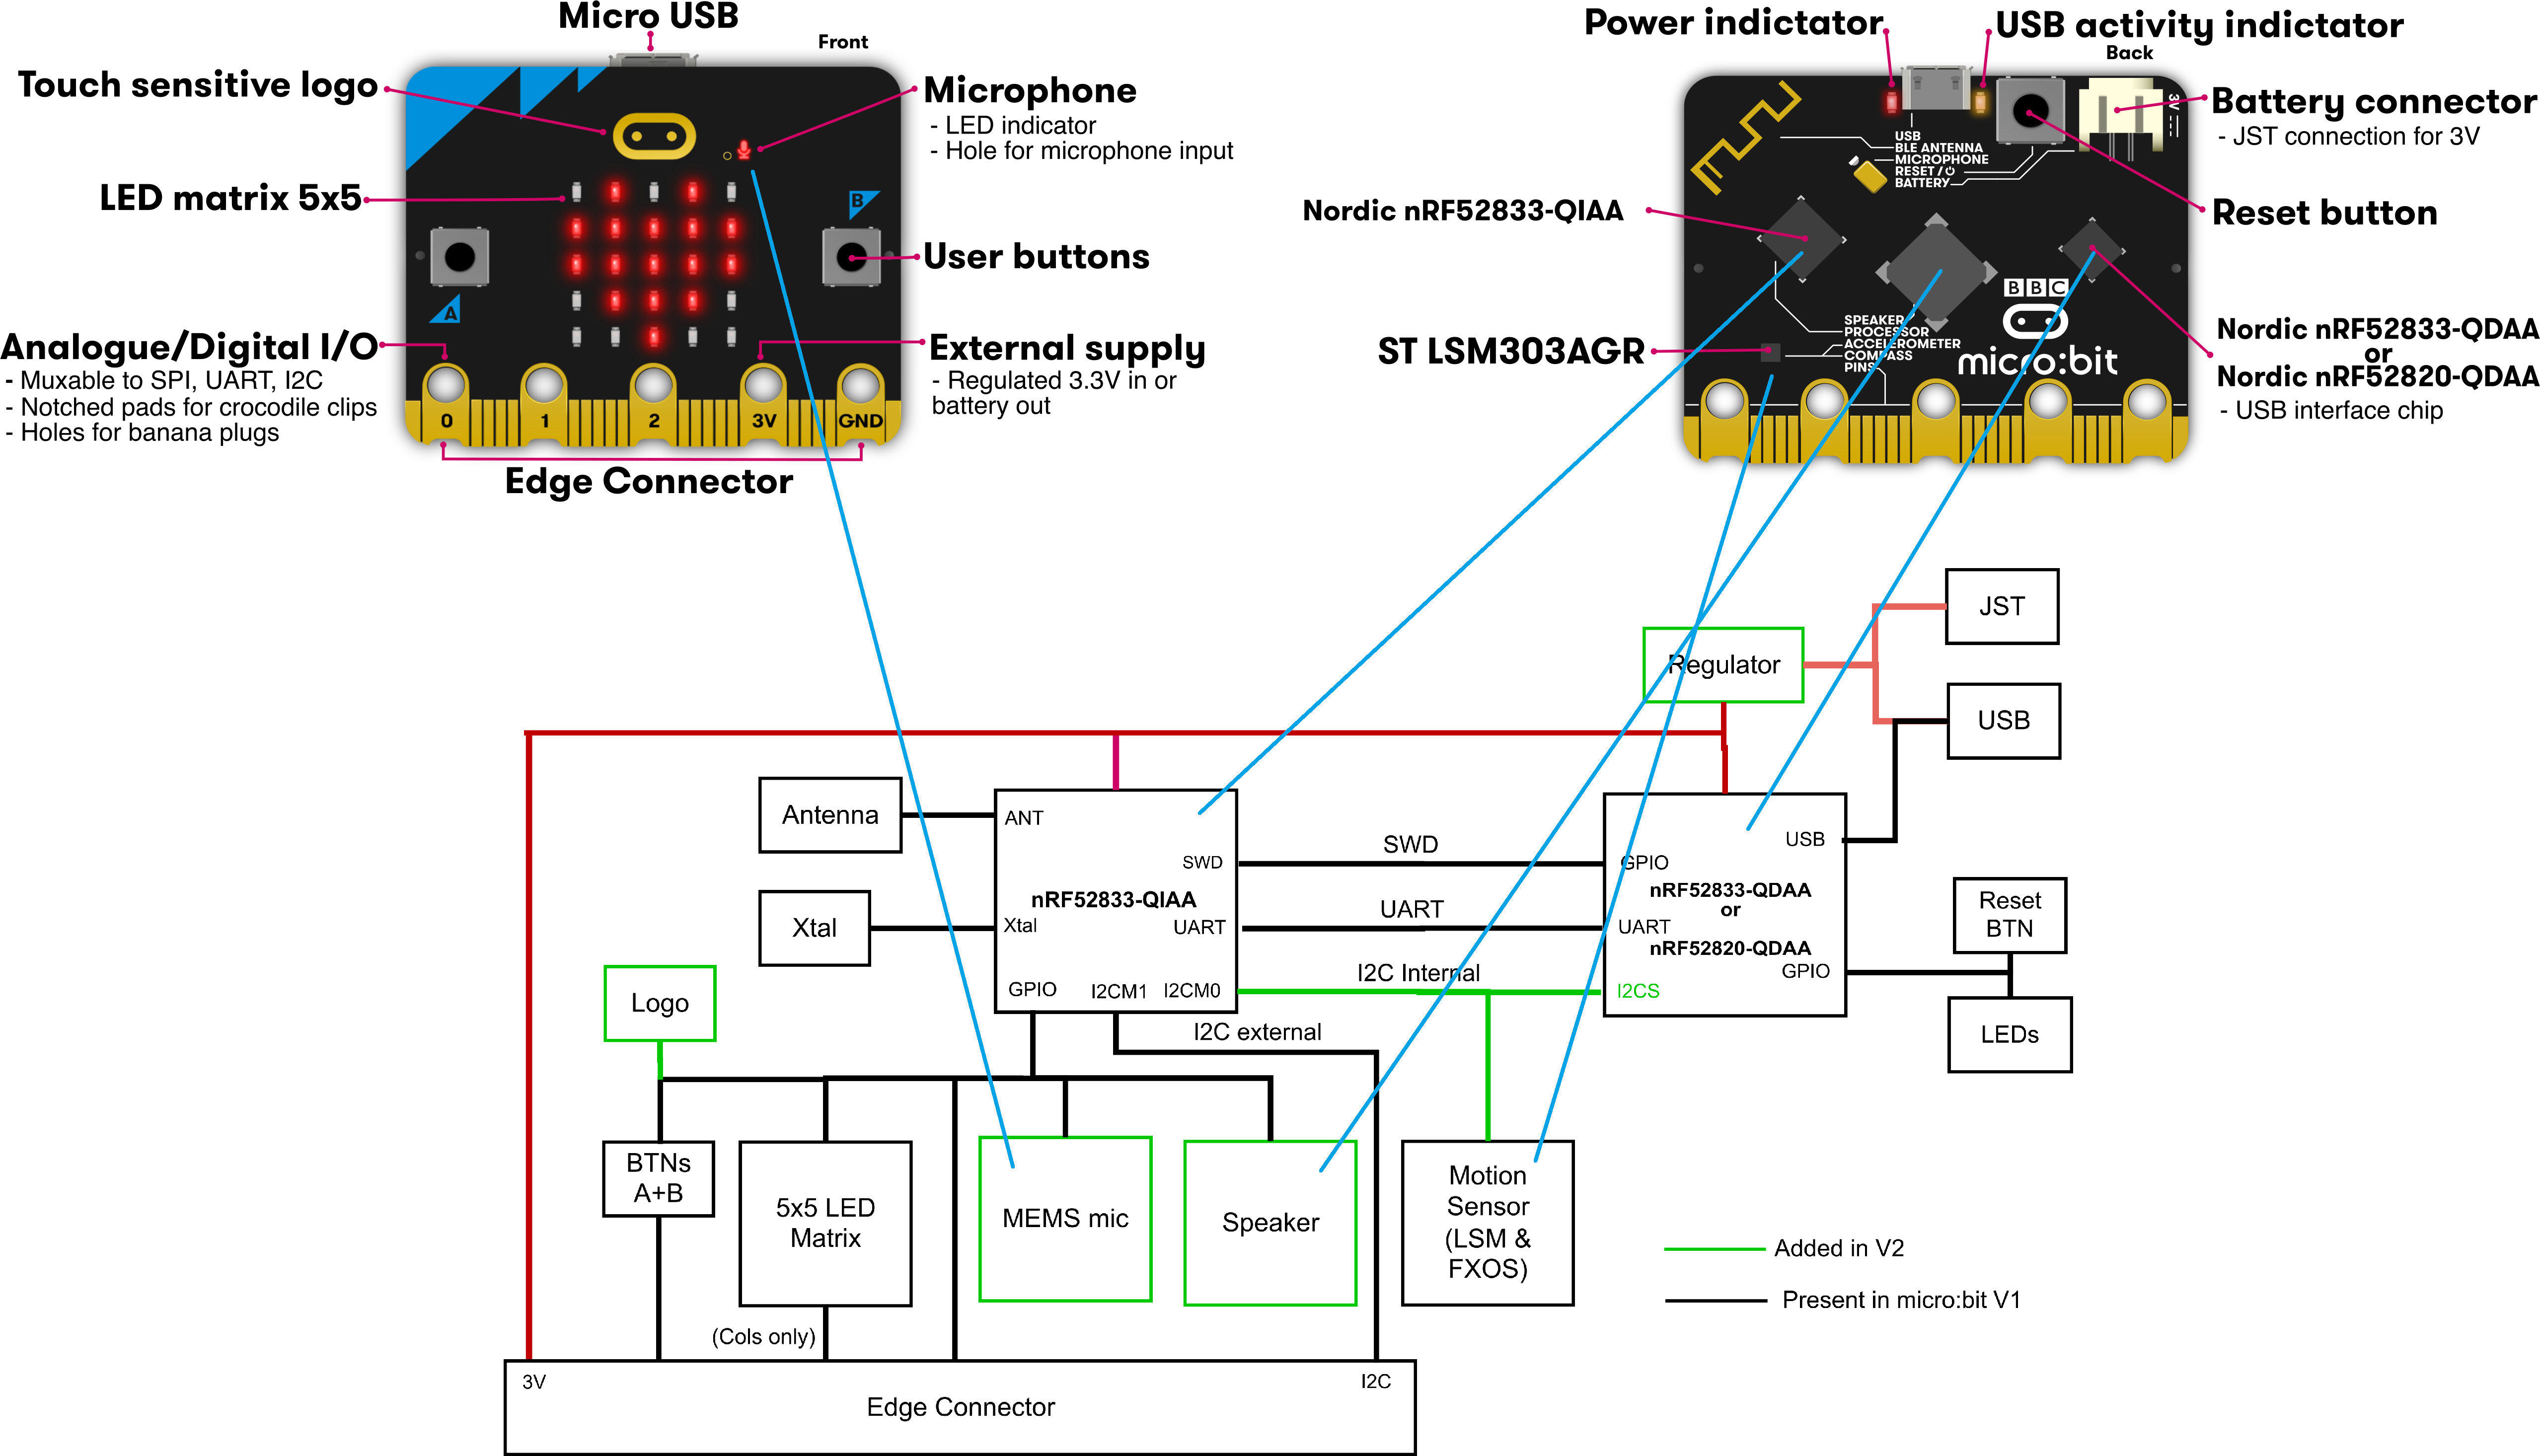 Micro USB
Front
Touch sensitive logo
Microphone
- LED indicator
- Hole for microphone input
LED matrix 5x5
B
User buttons
A
Analogue/Digital I/O
- Muxable to SPI, UART, I2C
- Notched pads for crocodile clips
- Holes for banana plugs
External supply
- Regulated 3.3V in or
battery out
0
1
2
3V
GND
Edge Connector
Power indictator
USB activity indictator
Back
Battery connector
- JST connection for 3V
3V
USB
BLE ANTENNA
MICROPHONE
RESET /
BATTERY
Nordic nRF52833-QIAA
Reset button
BBC
micro:bit
SPEAKER
PROCESSOR
ACCELEROMETER
COMPASS
PINS
ST LSM303AGR
Nordic nRF52833-QDAA
or
Nordic nRF52820-QDAA
- USB interface chip
JST
Regulator
USB
Antenna
ANT
SWD
SWD
GPIO
USB
nRF52833-QIAA
nRF52833-QDAA
or
nRF52820-QDAA
Xtal
Xtal
UART
UART
UART
Reset
BTN
GPIO
I2CM1
I2CM0
I2C Internal
I2CS
GPIO
Logo
I2C external
LEDs
BTNs
A+B
5x5 LED
Matrix
MEMS mic
Speaker
Motion
Sensor
(LSM &
FXOS)
Added in V2
Present in micro:bit V1
(Cols only)
3V
I2C
Edge Connector